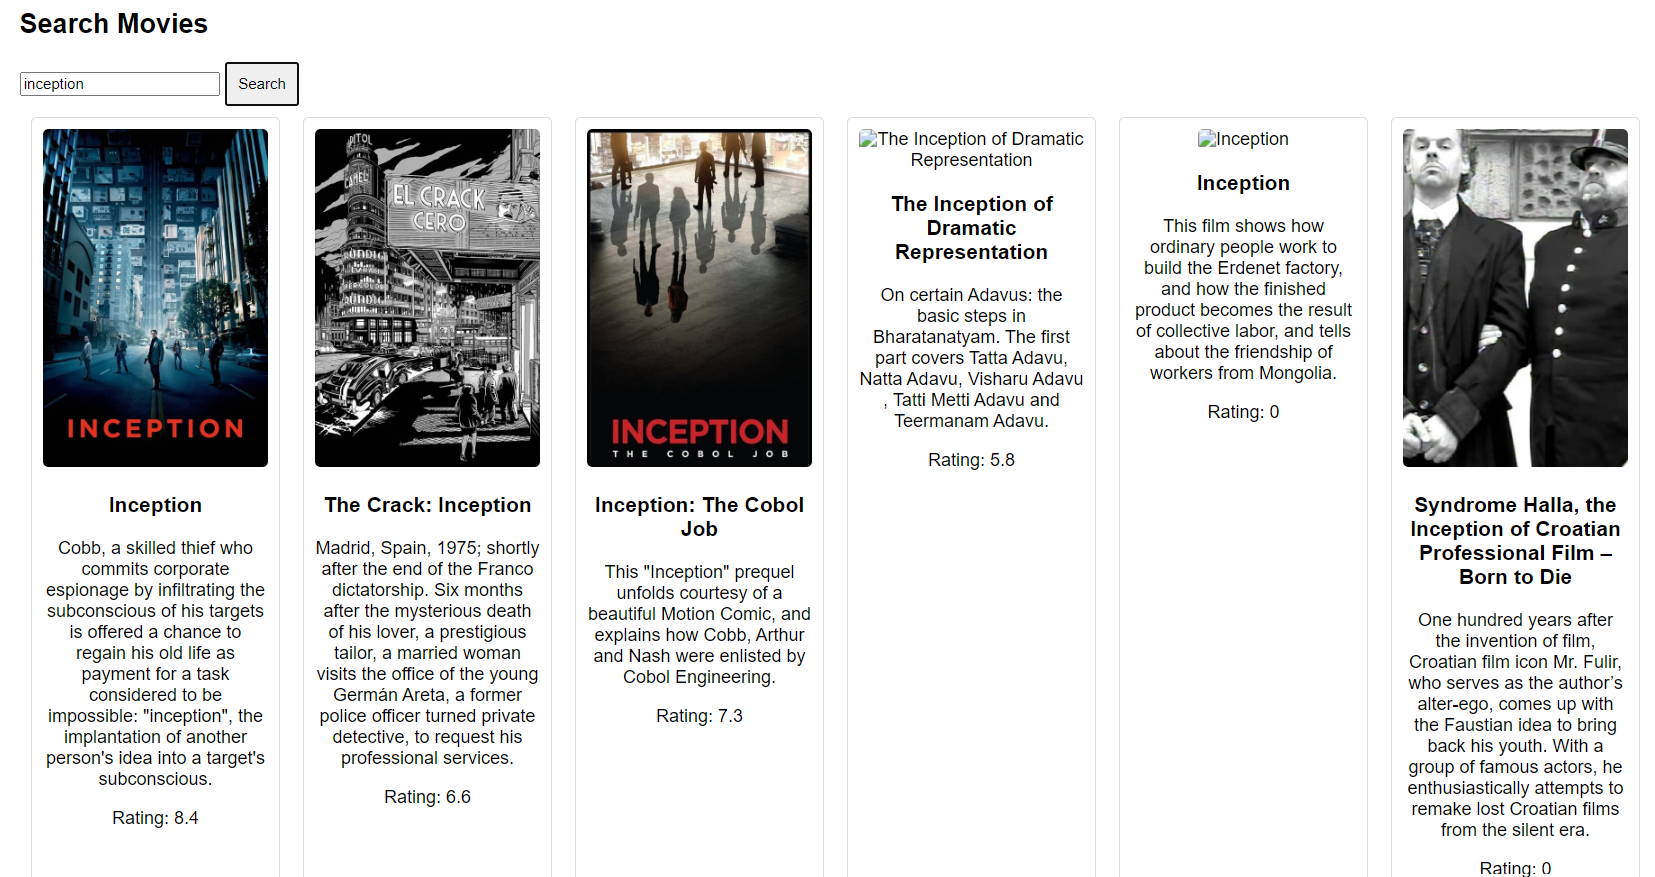 Search Movies
inception
Search
INCEPTION
Inception
Cobb, a skilled thief who
commits corporate
espionage by infiltrating the
subconscious of his targets
is offered a chance to
regain his old life as
payment for a task
considered to be
impossible: "inception", the
implantation of another
person's idea into a target's
subconscious.
Rating: 8.4
CAMEL
EL CRACK
CERO
The Crack: Inception
Madrid, Spain, 1975; shortly
after the end of the Franco
dictatorship. Six months
after the mysterious death
of his lover, a prestigious
tailor, a married woman
visits the office of the young
Germán Areta, a former
police officer turned private
detective, to request his
professional services.
Rating: 6.6
INCEPTION
THE COBOL JOB
Inception: The Cobol
Job
This "Inception" prequel
unfolds courtesy of a
beautiful Motion Comic, and
explains how Cobb, Arthur
and Nash were enlisted by
Cobol Engineering.
Rating: 7.3
The Inception of Dramatic
Representation
The Inception of
Dramatic
Representation
On certain Adavus: the
basic steps in
Bharatanatyam. The first
part covers Tatta Adavu,
Natta Adavu, Visharu Adavu
, Tatti Metti Adavu and
Teermanam Adavu.
Rating: 5.8
Inception
Inception
This film shows how
ordinary people work to
build the Erdenet factory,
and how the finished
product becomes the result
of collective labor, and tells
about the friendship of
workers from Mongolia.
Rating: 0
Syndrome Halla, the
Inception of Croatian
Professional Film –
Born to Die
One hundred years after
the invention of film,
Croatian film icon Mr. Fulir,
who serves as the author’s
alter-ego, comes up with
the Faustian idea to bring
back his youth. With a
group of famous actors, he
enthusiastically attempts to
remake lost Croatian films
from the silent era.
Rating: 0